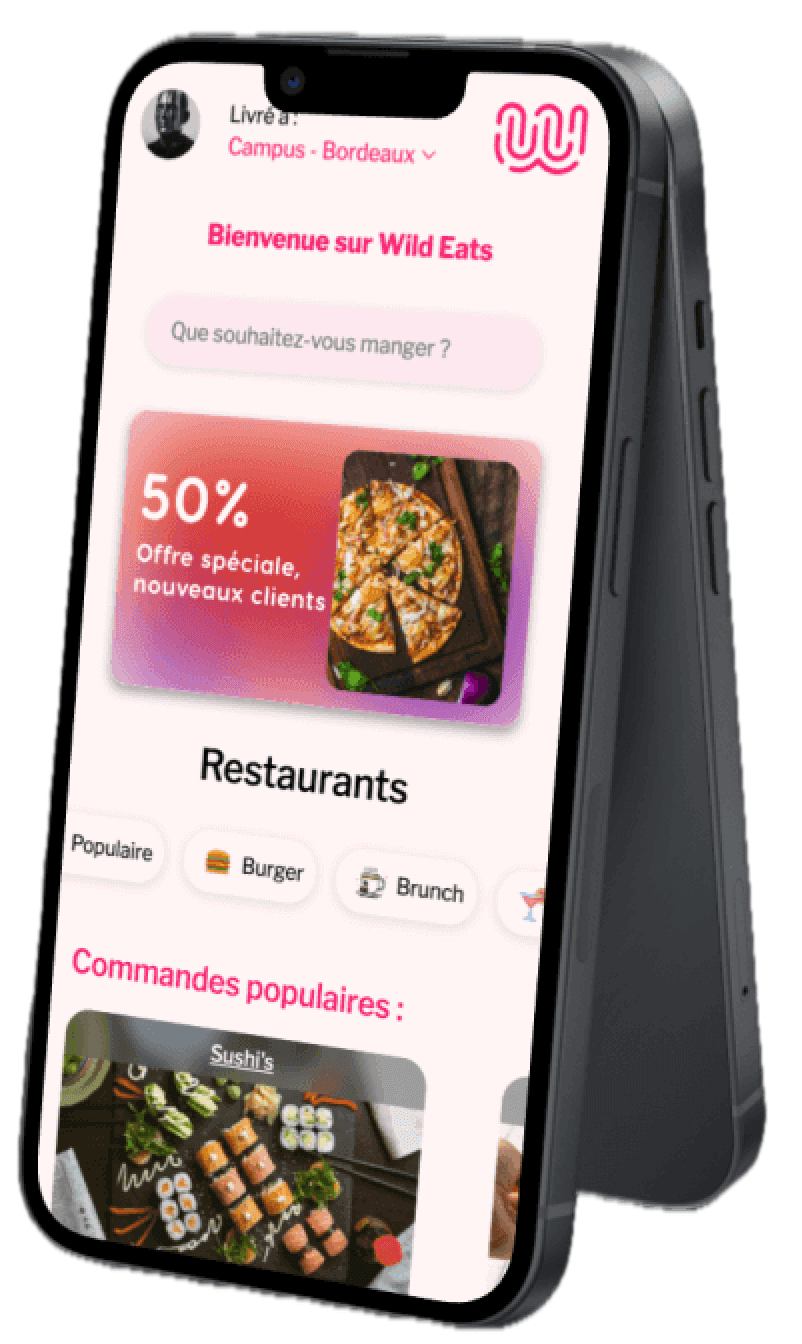 Livré à :
Campus - Bordeaux
Bienvenue sur Wild Eats
Que souhaitez-vous manger ?
50%
Offre spéciale,
nouveaux clients
Restaurants
Populaire
Burger
Brunch
Commandes populaires :
Sushi's